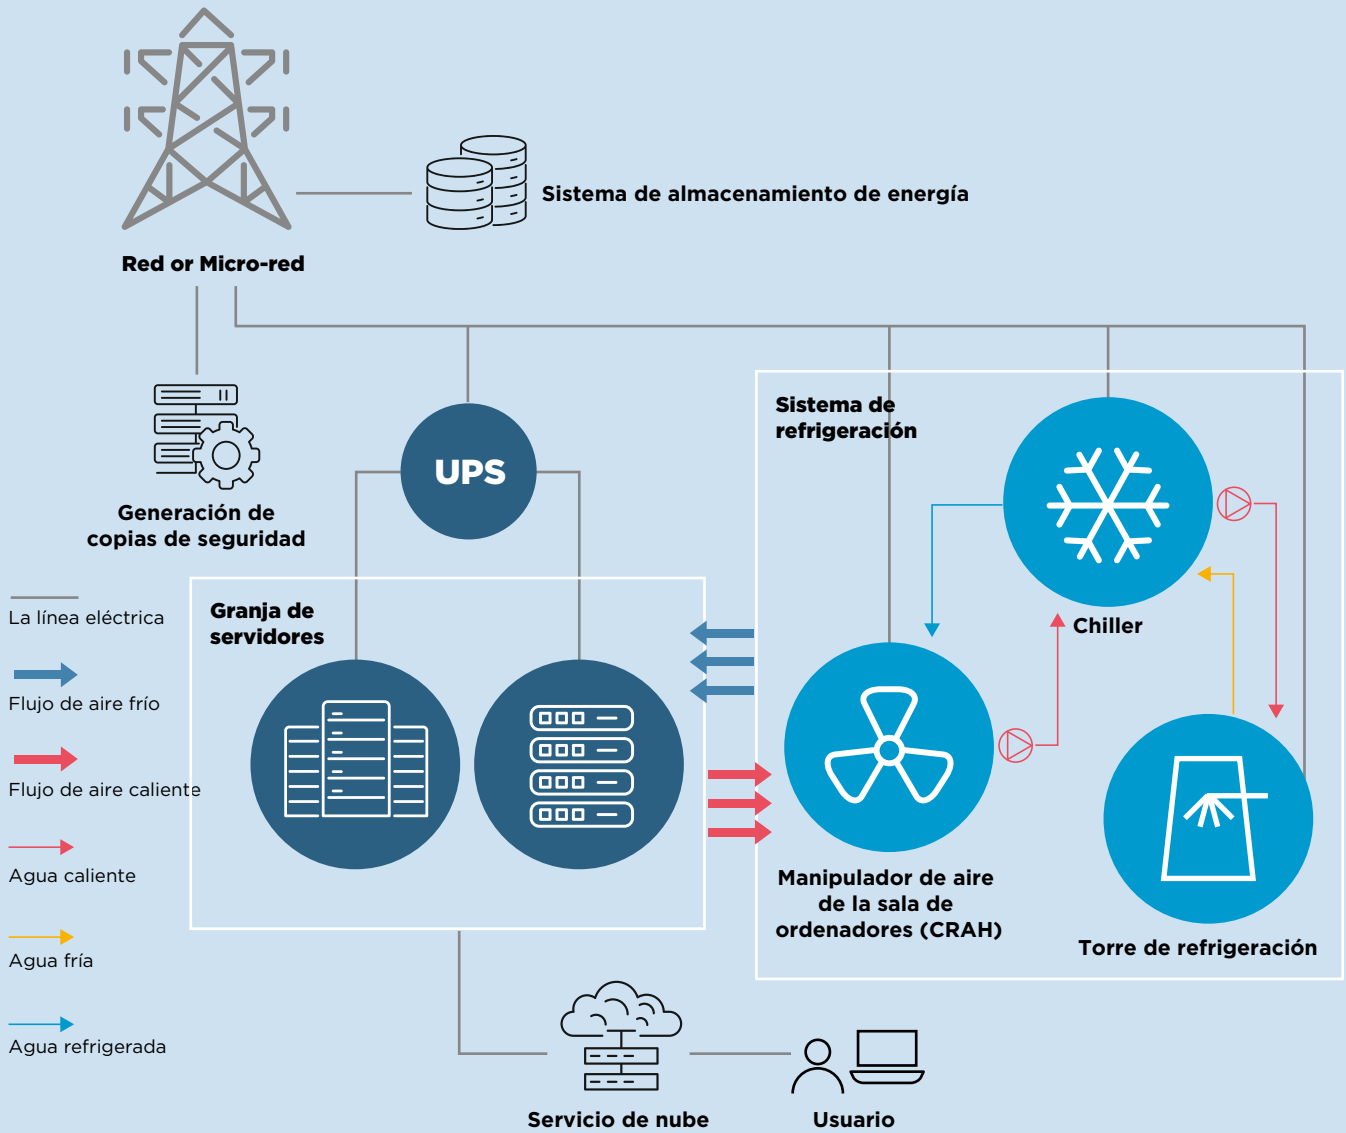 Sistema de almacenamiento de energía
Red or Micro-red
Sistema de
refrigeración
UPS
Generación de
copias de seguridad
La línea eléctrica
Flujo de aire frío
Flujo de aire caliente
Agua caliente
Agua fría
Agua refrigerada
Granja de
servidores
Chiller
Manipulador de aire
de la sala de
ordenadores (CRAH)
Torre de refrigeración
Servicio de nube
Usuario